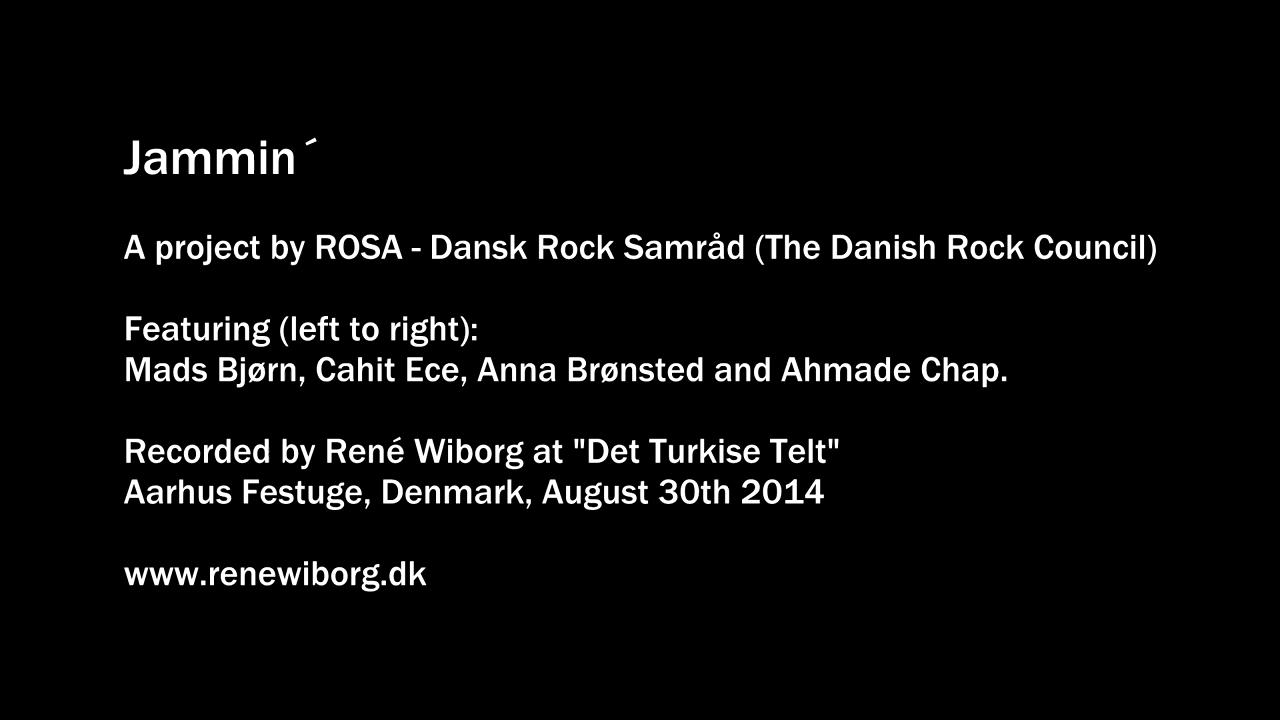 Jammin´
A project by ROSA - Dansk Rock Samråd (The Danish Rock Council)
Featuring (left to right):
Mads Bjørn, Cahit Ece, Anna Brønsted and Ahmade Chap.
Recorded by René Wiborg at "Det Turkise Telt"
Aarhus Festuge, Denmark, August 30th 2014
www.renewiborg.dk